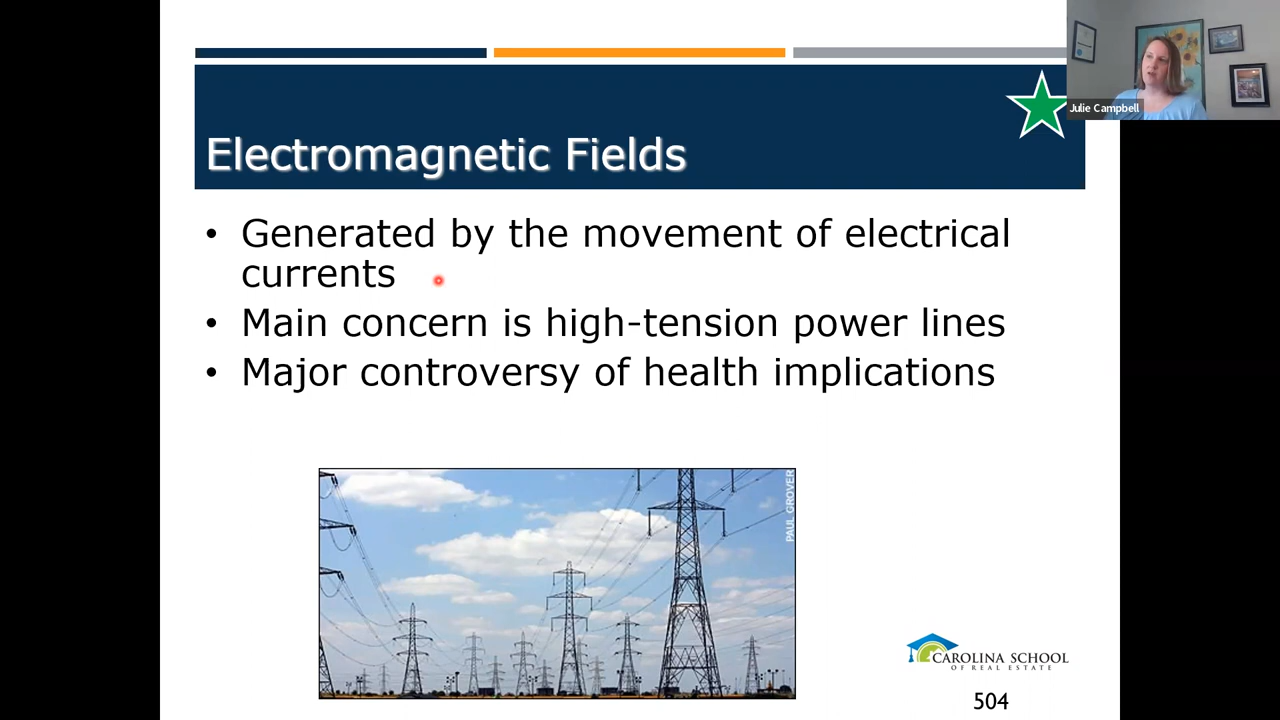 Julie Campbell
Electromagnetic Fields
• Generated by the movement of electrical
currents
• Main concern is high-tension power lines
• Major controversy of health implications
PAUL GROVER
CAROLINA SCHOOL
OF REAL ESTATE
504